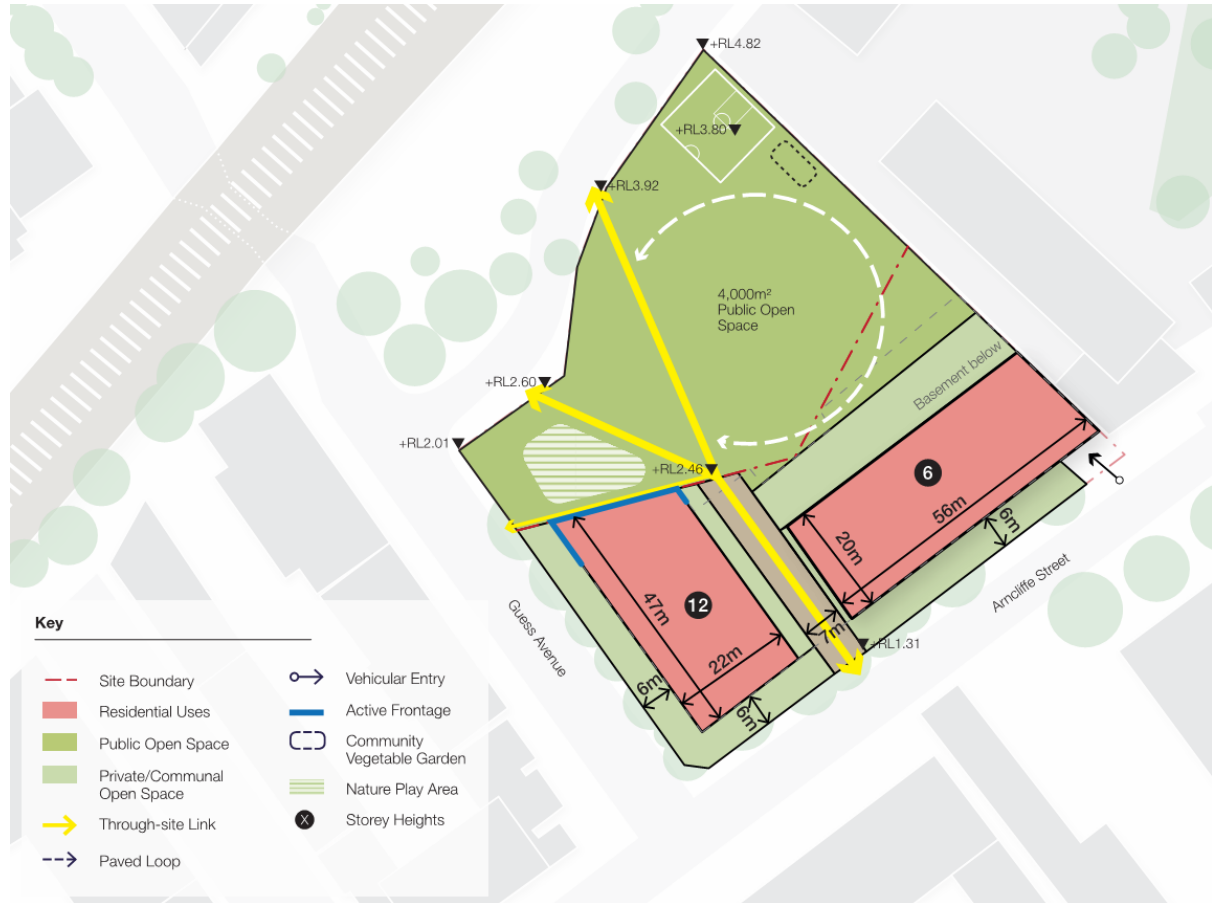 +RL4.82
+RL3.80
+RL3.92
4,000m²
Public Open
Space
+RL2.60
+RL2.01
+RL2.46
Basement below
6
56m
20m
6m
Arncliffe Street
12
47m
22m
7m
+RL1.31
6m
6m
Guess Avenue
Key
Site Boundary
Residential Uses
Public Open Space
Private/Communal
Open Space
Through-site Link
Paved Loop
Vehicular Entry
Active Frontage
Community
Vegetable Garden
Nature Play Area
X
Storey Heights